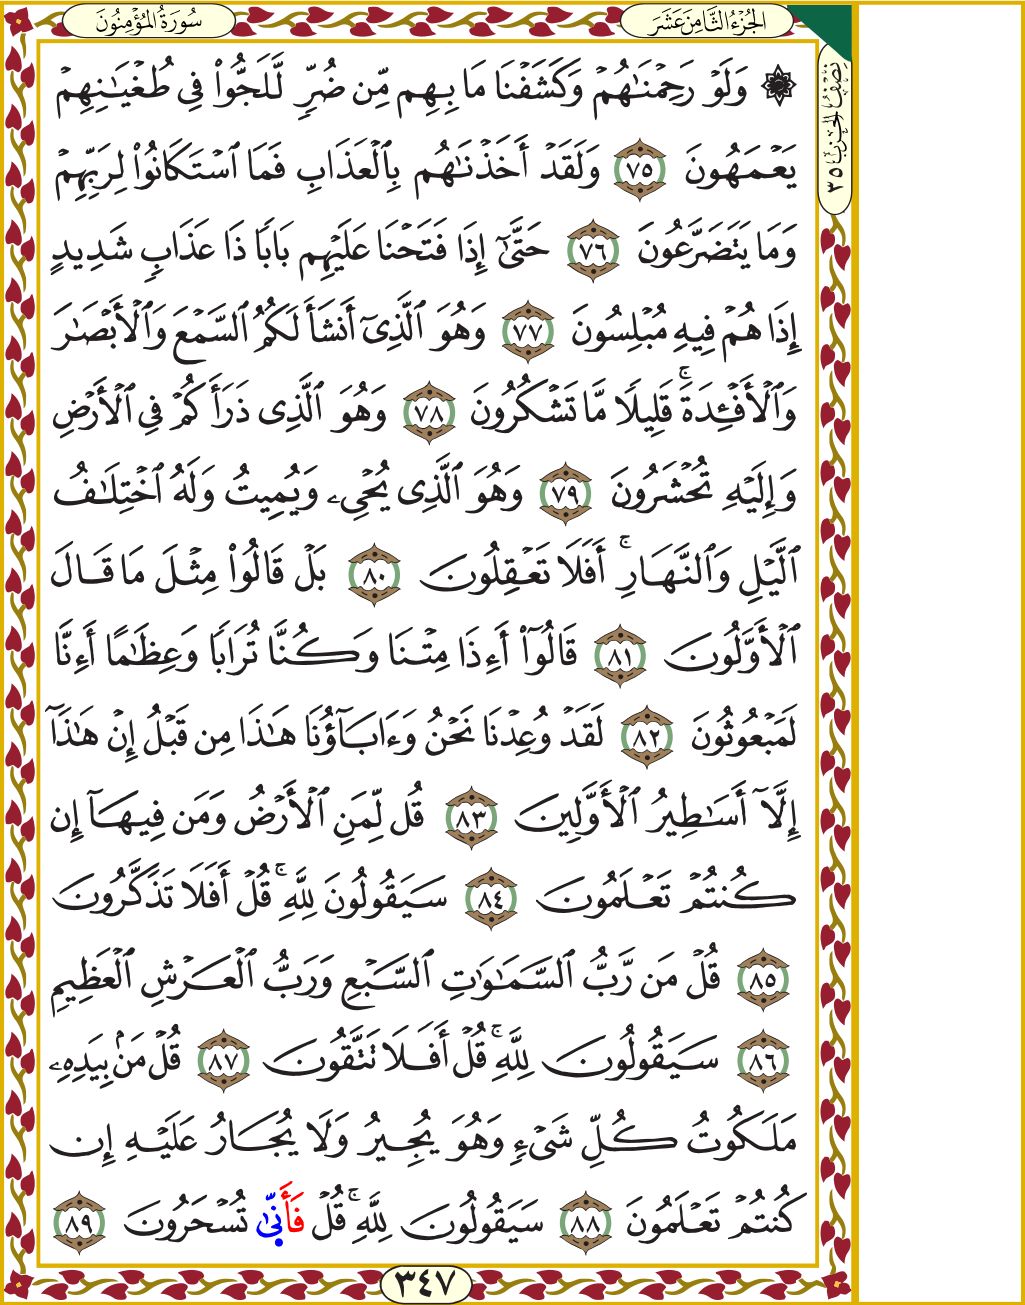 سُورَةُ المُؤْمِنُونَ
الجُزْءُ الثَّامِنَ عَشَرَ
نِصْفُ الحِزْبِ ٣٥
۞ وَلَوۡ رَحِمۡنَٰهُمۡ وَكَشَفۡنَا مَا بِهِم مِّن ضُرّٖ لَّلَجُّواْ فِي طُغۡيَٰنِهِمۡ
يَعۡمَهُونَ ٧٥ وَلَقَدۡ أَخَذۡنَٰهُم بِٱلۡعَذَابِ فَمَا ٱسۡتَكَانُواْ لِرَبِّهِمۡ
وَمَا يَتَضَرَّعُونَ ٧٦ حَتَّىٰٓ إِذَا فَتَحۡنَا عَلَيۡهِم بَابٗا ذَا عَذَابٖ شَدِيدٍ
إِذَا هُمۡ فِيهِ مُبۡلِسُونَ ٧٧ وَهُوَ ٱلَّذِيٓ أَنشَأَ لَكُمُ ٱلسَّمۡعَ وَٱلۡأَبۡصَٰرَ
وَٱلۡأَفۡـِٔدَةَۚ قَلِيلٗا مَّا تَشۡكُرُونَ ٧٨ وَهُوَ ٱلَّذِي ذَرَأَكُمۡ فِي ٱلۡأَرۡضِ
وَإِلَيۡهِ تُحۡشَرُونَ ٧٩ وَهُوَ ٱلَّذِي يُحۡيِۦ وَيُمِيتُ وَلَهُ ٱخۡتِلَٰفُ
ٱلَّيۡلِ وَٱلنَّهَارِۚ أَفَلَا تَعۡقِلُونَ ٨٠ بَلۡ قَالُواْ مِثۡلَ مَا قَالَ
ٱلۡأَوَّلُونَ ٨١ قَالُوٓاْ أَءِذَا مِتۡنَا وَكُنَّا تُرَابٗا وَعِظَٰمًا أَءِنَّا
لَمَبۡعُوثُونَ ٨٢ لَقَدۡ وُعِدۡنَا نَحۡنُ وَءَابَآؤُنَا هَٰذَا مِن قَبۡلُ إِنۡ هَٰذَآ
إِلَّآ أَسَٰطِيرُ ٱلۡأَوَّلِينَ ٨٣ قُل لِّمَنِ ٱلۡأَرۡضُ وَمَن فِيهَآ إِن
كُنتُمۡ تَعۡلَمُونَ ٨٤ سَيَقُولُونَ لِلَّهِۚ قُلۡ أَفَلَا تَذَكَّرُونَ
٨٥ قُلۡ مَن رَّبُّ ٱلسَّمَٰوَٰتِ ٱلسَّبۡعِ وَرَبُّ ٱلۡعَرۡشِ ٱلۡعَظِيمِ
٨٦ سَيَقُولُونَ لِلَّهِۚ قُلۡ أَفَلَا تَتَّقُونَ ٨٧ قُلۡ مَنۢ بِيَدِهِۦ
مَلَكُوتُ كُلِّ شَيۡءٖ وَهُوَ يُجِيرُ وَلَا يُجَارُ عَلَيۡهِ إِن
كُنتُمۡ تَعۡلَمُونَ ٨٨ سَيَقُولُونَ لِلَّهِۚ قُلۡ فَأَنَّىٰ تُسۡحَرُونَ ٨٩
٣٤٧